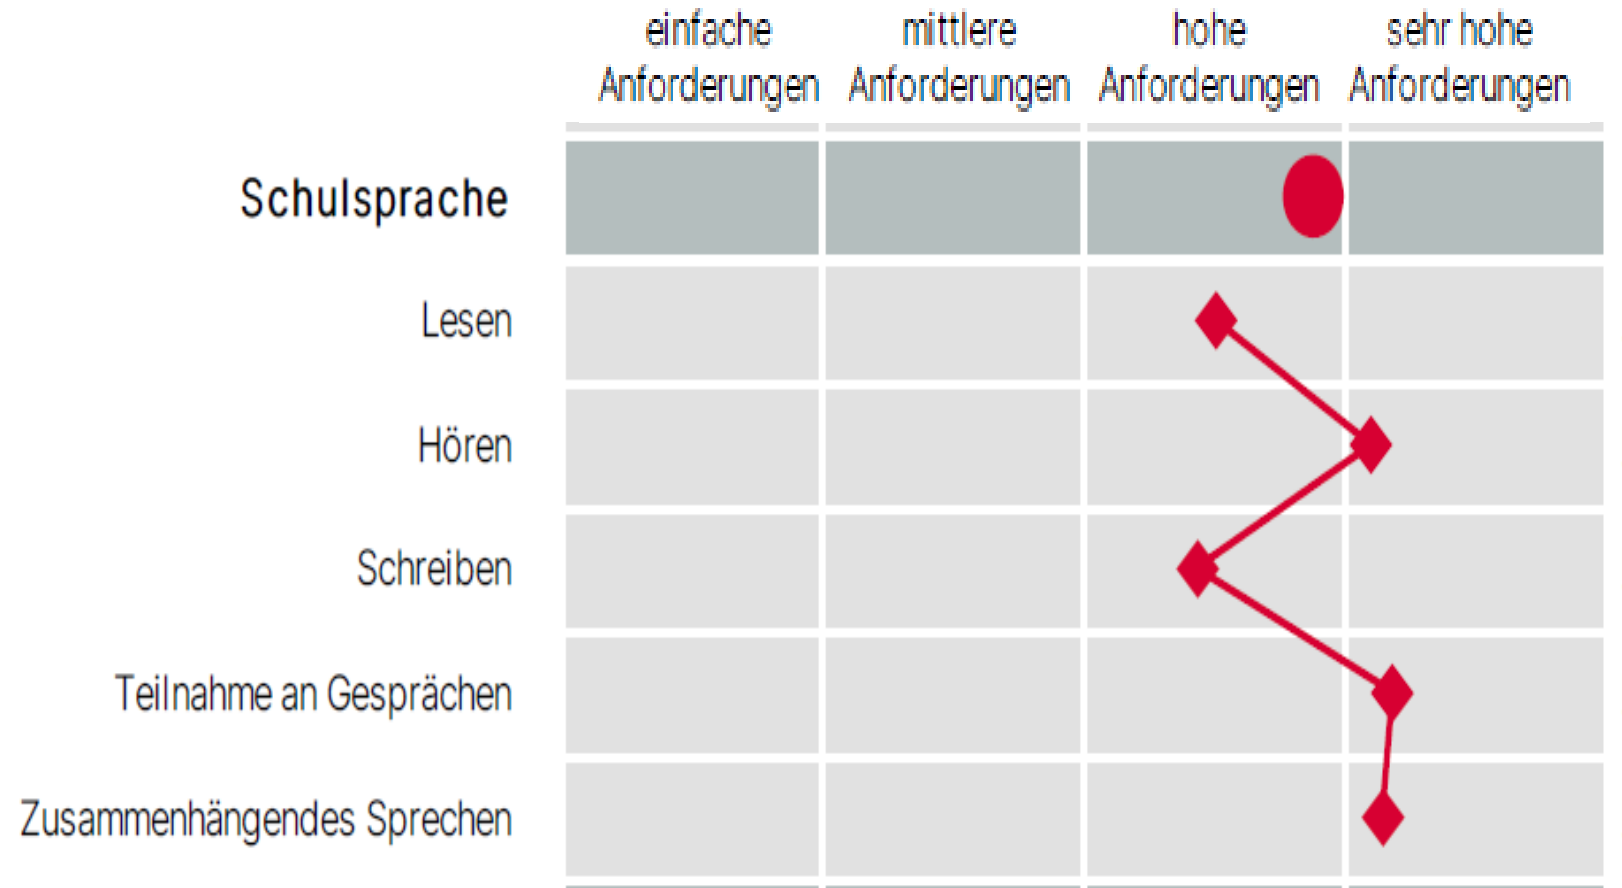 einfache mittlere hohe sehr hohe
Anforderungen Anforderungen Anforderungen Anforderungen
Schulsprache
Lesen
Hören
Schreiben
Teilnahme an Gesprächen
Zusammenhängendes Sprechen